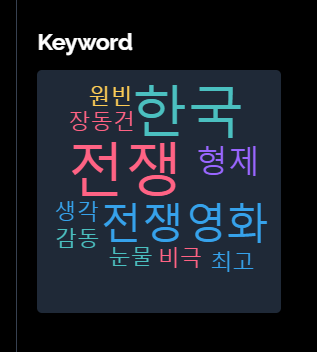 Keyword
원빈 한국
장동건
전쟁 형제
생각 전쟁영화
감동
눈물 비극 최고